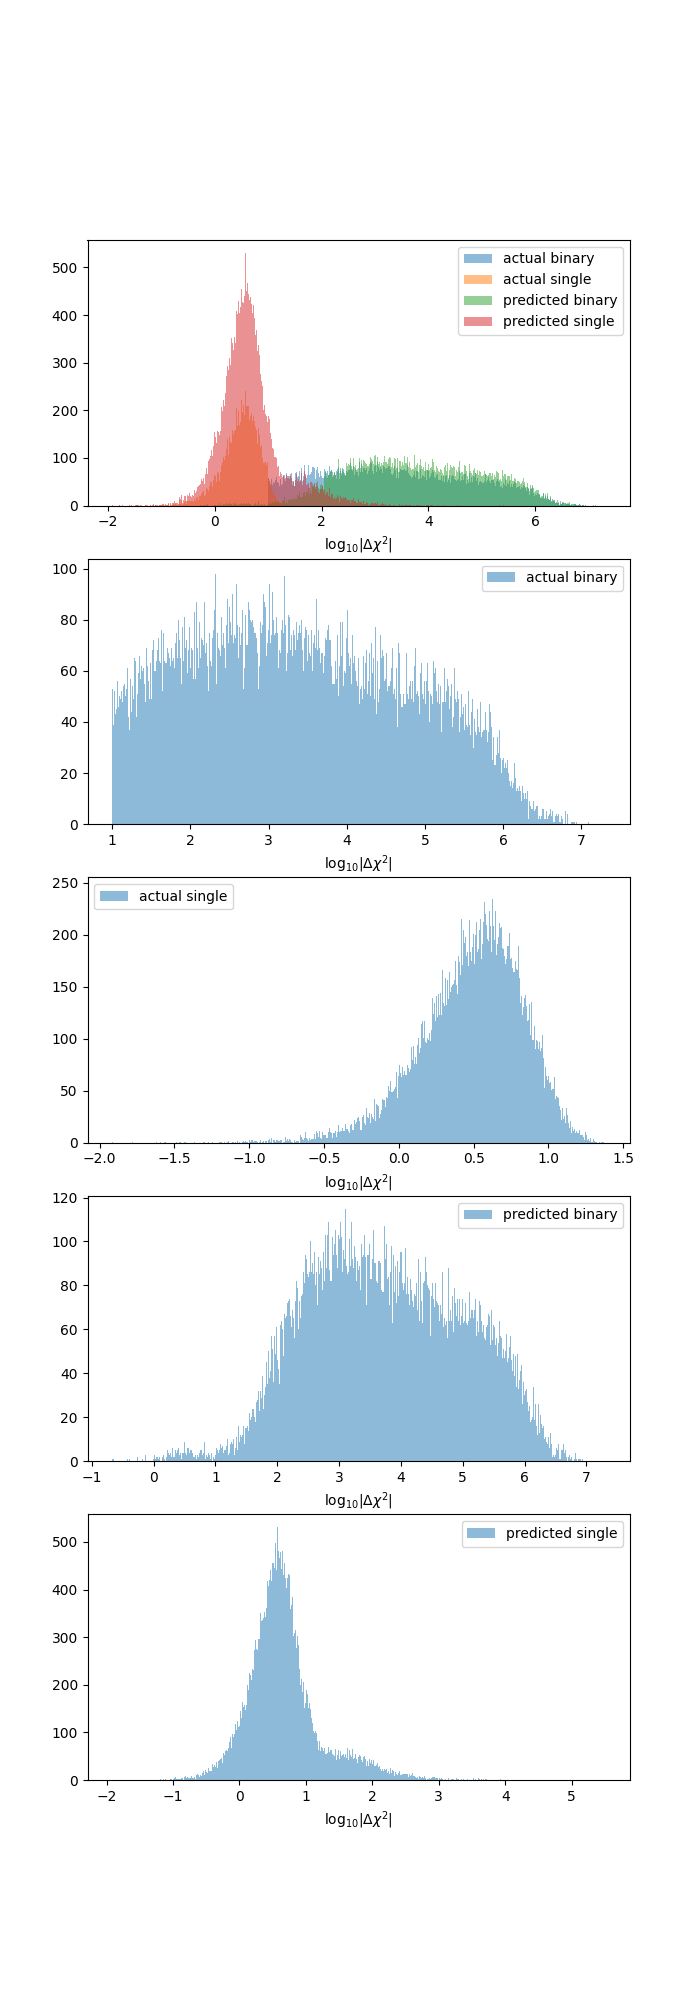 actual binary
actual single
predicted binary
predicted single
500
400
300
200
100
0
−2 0 2 4 6
log₁₀|Δχ²|
actual binary
100
80
60
40
20
0
1 2 3 4 5 6 7
log₁₀|Δχ²|
actual single
250
200
150
100
50
0
−2.0 −1.5 −1.0 −0.5 0.0 0.5 1.0 1.5
log₁₀|Δχ²|
predicted binary
120
100
80
60
40
20
0
−1 0 1 2 3 4 5 6 7
log₁₀|Δχ²|
predicted single
500
400
300
200
100
0
−2 −1 0 1 2 3 4 5
log₁₀|Δχ²|